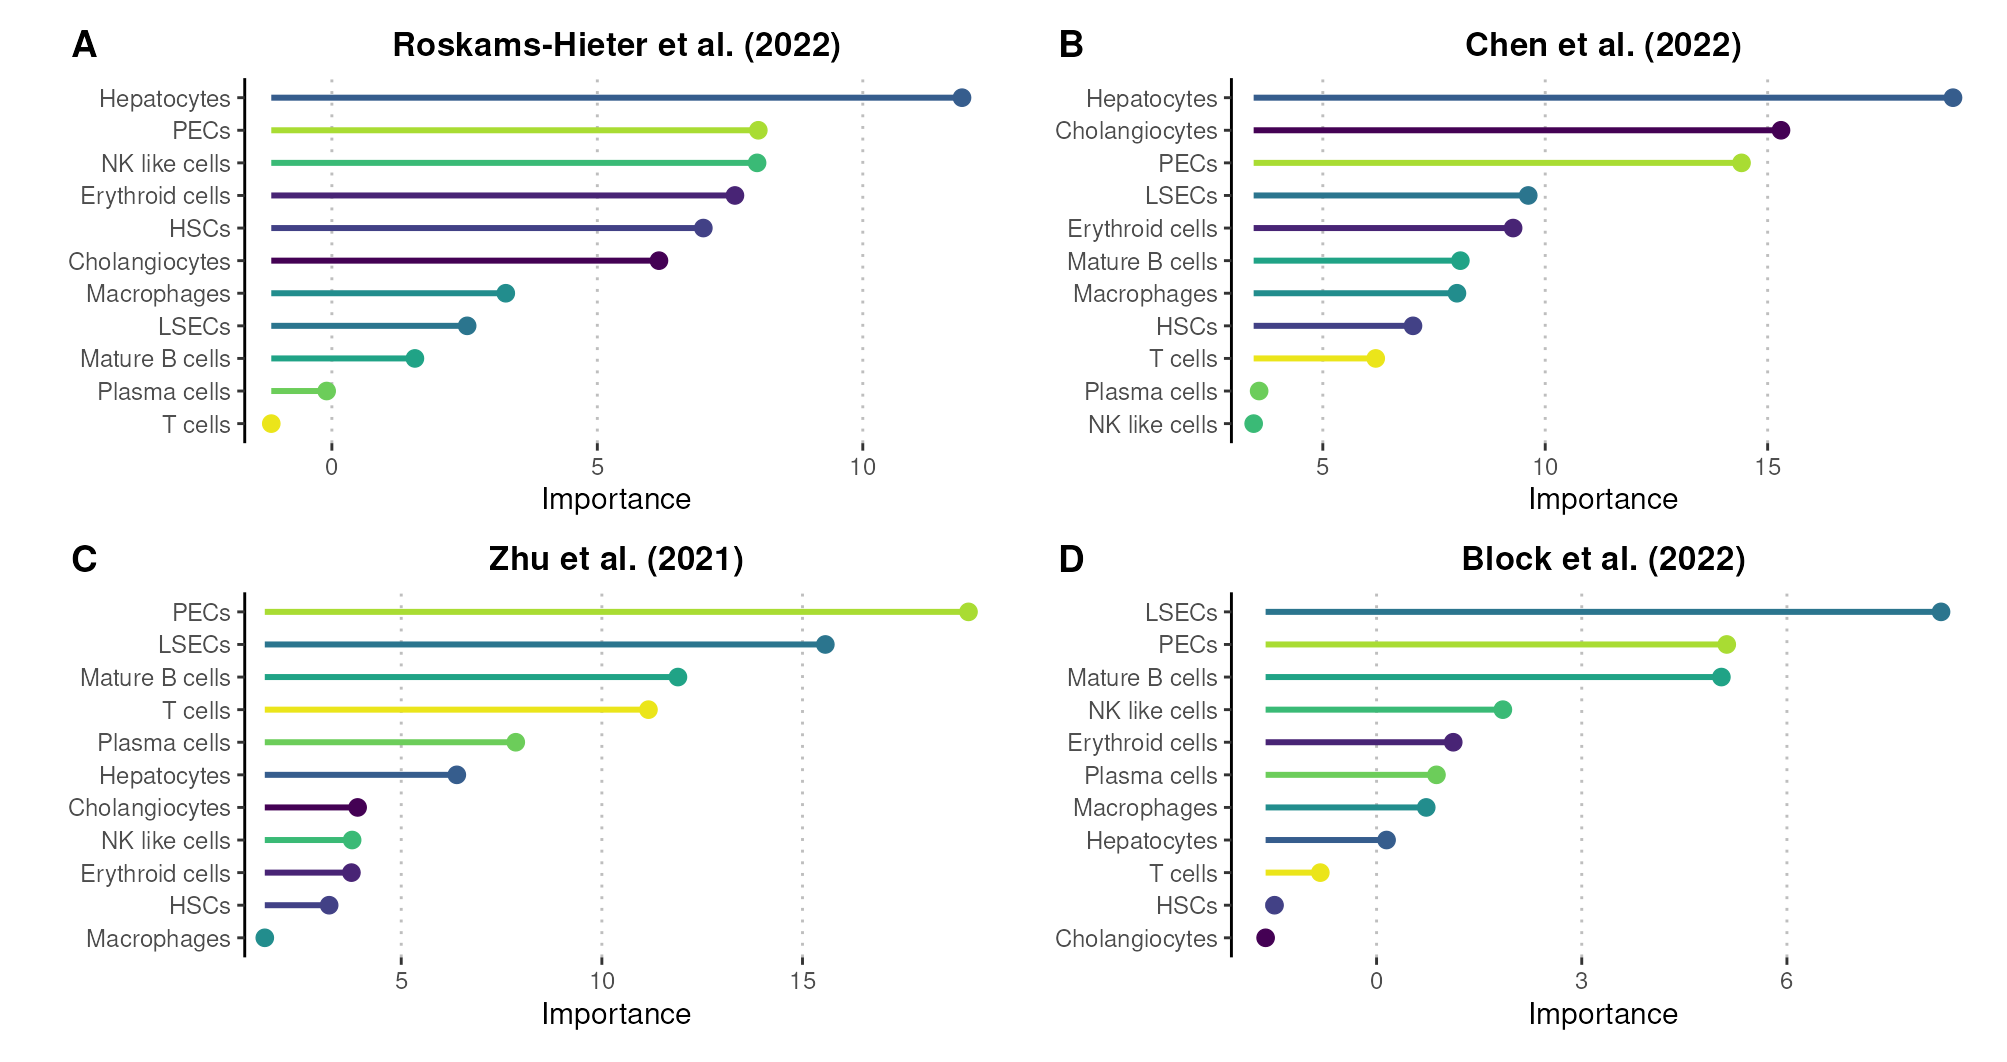 A
Roskams-Hieter et al. (2022)
Hepatocytes
PECs
NK like cells
Erythroid cells
HSCs
Cholangiocytes
Macrophages
LSECs
Mature B cells
Plasma cells
T cells
0 5 10
Importance
B
Chen et al. (2022)
Hepatocytes
Cholangiocytes
PECs
LSECs
Erythroid cells
Mature B cells
Macrophages
HSCs
T cells
Plasma cells
NK like cells
5 10 15
Importance
C
Zhu et al. (2021)
PECs
LSECs
Mature B cells
T cells
Plasma cells
Hepatocytes
Cholangiocytes
NK like cells
Erythroid cells
HSCs
Macrophages
5 10 15
Importance
D
Block et al. (2022)
LSECs
PECs
Mature B cells
NK like cells
Erythroid cells
Plasma cells
Macrophages
Hepatocytes
T cells
HSCs
Cholangiocytes
0 3 6
Importance